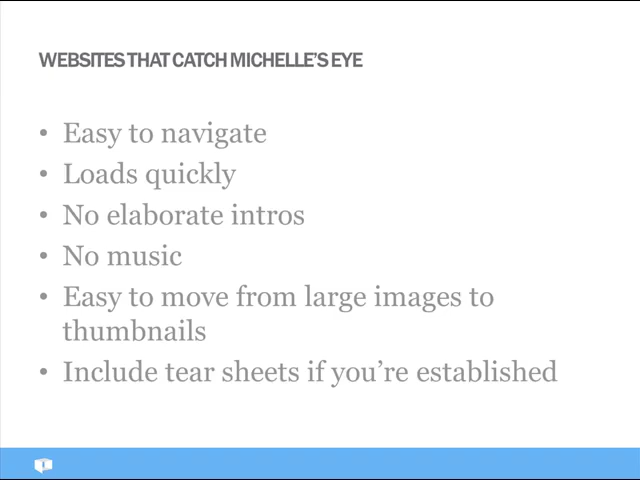 WEBSITES THAT CATCH MICHELLE'S EYE
• Easy to navigate
• Loads quickly
• No elaborate intros
• No music
• Easy to move from large images to
thumbnails
• Include tear sheets if you're established